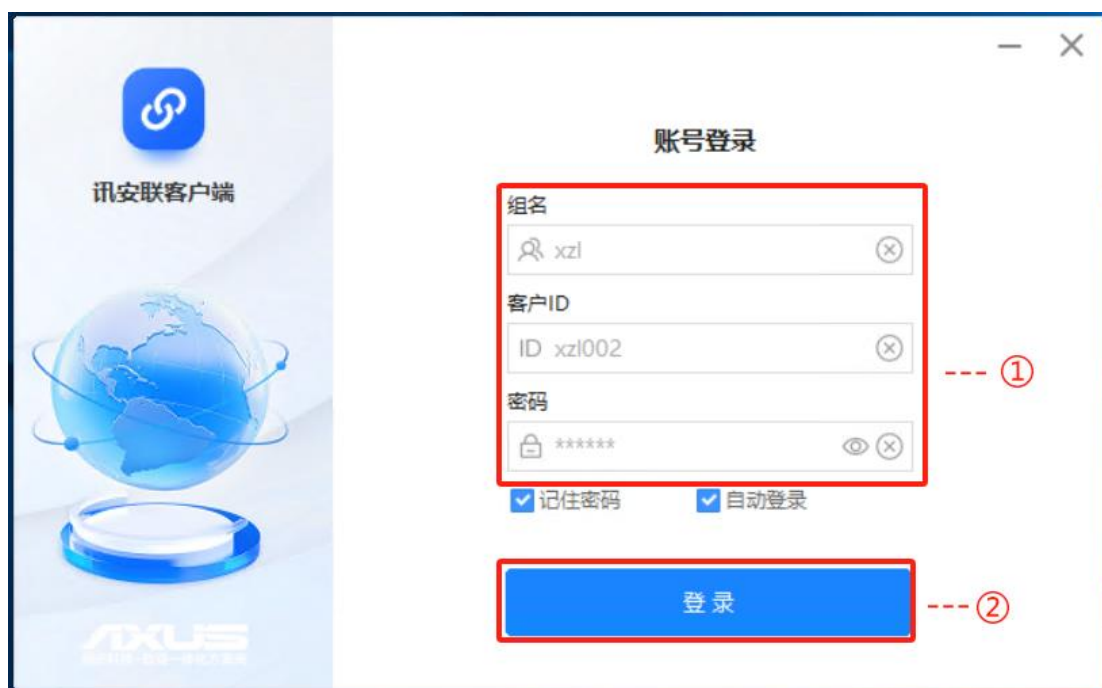 讯安联客户端
账号登录
组名
xzl
客户ID
ID xzl002
密码
******
记住密码 自动登录
登录
--- ①
--- ②
AXUS